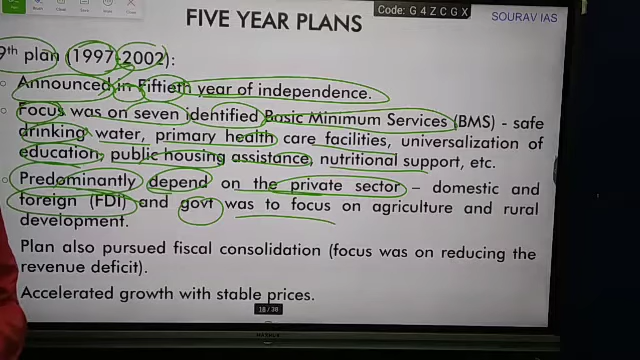 Code: G 4 Z C G X
FIVE YEAR PLANS
SOURAV IAS
9th plan (1997-2002):
Announced in Fiftieth year of independence.
Focus was on seven identified Basic Minimum Services (BMS) - safe
drinking water, primary health care facilities, universalization of
education, public housing assistance, nutritional support, etc.
Predominantly depend on the private sector – domestic and
foreign (FDI) and govt was to focus on agriculture and rural
development.
Plan also pursued fiscal consolidation (focus was on reducing the
revenue deficit).
Accelerated growth with stable prices.
18 / 38